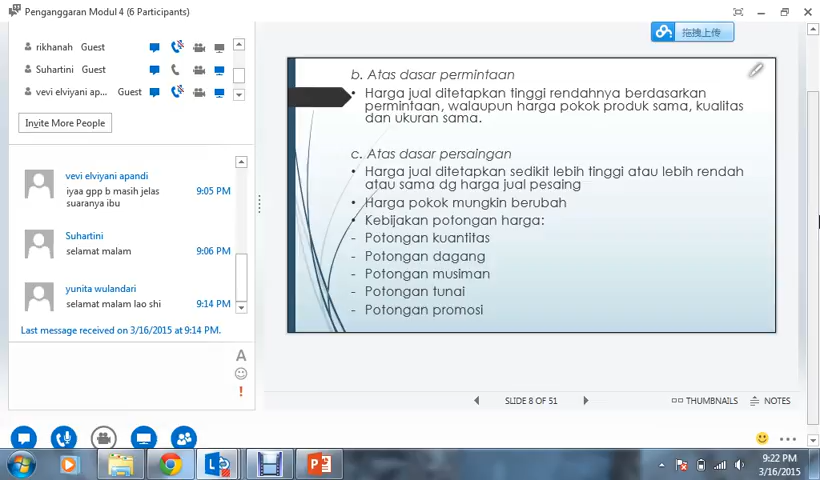 Penganggaran Modul 4 (6 Participants)
拖拽上传
rikhanah Guest
Suhartini Guest
vevi elviyani ap... Guest
Invite More People
vevi elviyani apandi
iyaa gpp b masih jelas
suaranya ibu
9:05 PM
Suhartini
selamat malam
9:06 PM
yunita wulandari
selamat malam lao shi
9:14 PM
Last message received on 3/16/2015 at 9:14 PM.
A
b. Atas dasar permintaan
• Harga jual ditetapkan tinggi rendahnya berdasarkan
permintaan, walaupun harga pokok produk sama, kualitas
dan ukuran sama.
c. Atas dasar persaingan
• Harga jual ditetapkan sedikit lebih tinggi atau lebih rendah
atau sama dg harga jual pesaing
• Harga pokok mungkin berubah
• Kebijakan potongan harga:
- Potongan kuantitas
- Potongan dagang
- Potongan musiman
- Potongan tunai
- Potongan promosi
SLIDE 8 OF 51
THUMBNAILS
NOTES
9:22 PM
3/16/2015